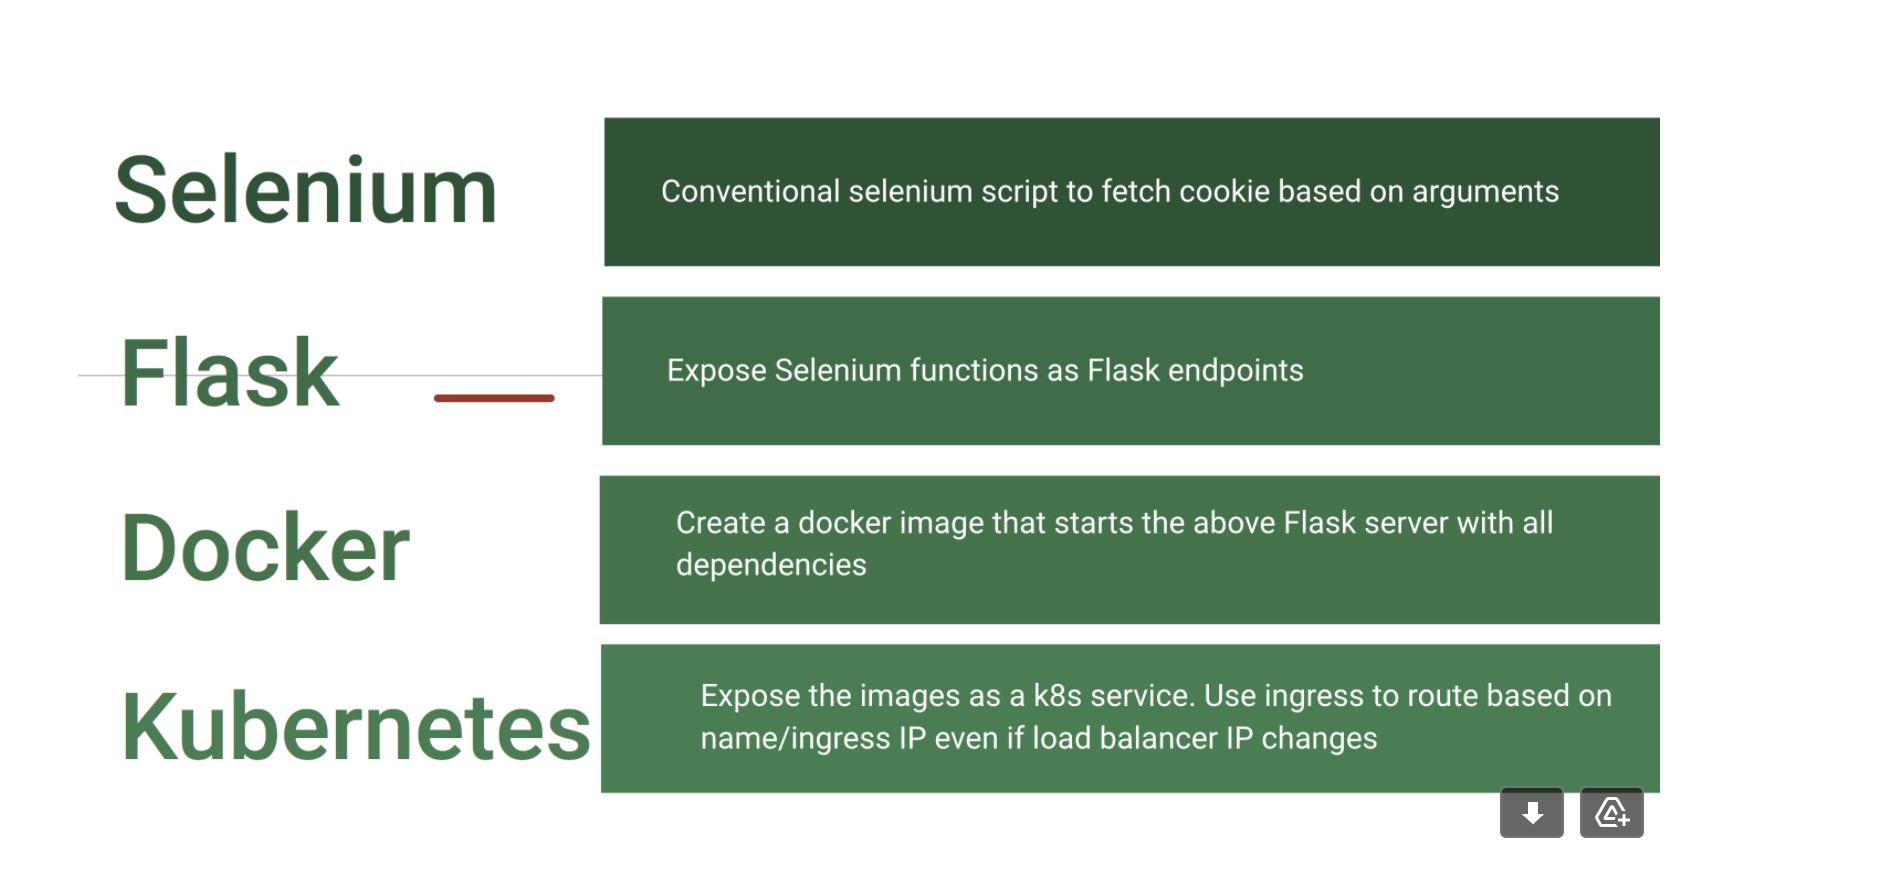 Selenium
Conventional selenium script to fetch cookie based on arguments
Flask
Expose Selenium functions as Flask endpoints
Docker
Create a docker image that starts the above Flask server with all
dependencies
Kubernetes
Expose the images as a k8s service. Use ingress to route based on
name/ingress IP even if load balancer IP changes